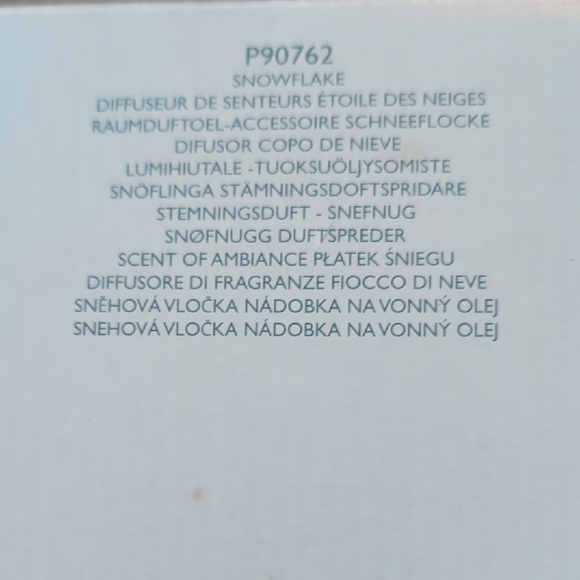 P90762
SNOWFLAKE
DIFFUSEUR DE SENTEURS ÉTOILE DES NEIGES
RAUMDUFTOEL-ACCESSOIRE SCHNEEFLOCKE
DIFUSOR COPO DE NIEVE
LUMIHIUTALE -TUOKSUÖLJYSOMISTE
SNÖFLINGA STÄMNINGSDOFTSPRIDARE
STEMNINGSDUFT - SNEFNUG
SNØFNUGG DUFTSPREDER
SCENT OF AMBIANCE PŁATEK ŚNIEGU
DIFFUSORE DI FRAGRANZE FIOCCO DI NEVE
SNĚHOVÁ VLOČKA NÁDOBKA NA VONNÝ OLEJ
SNEHOVÁ VLOČKA NÁDOBKA NA VONNÝ OLEJ